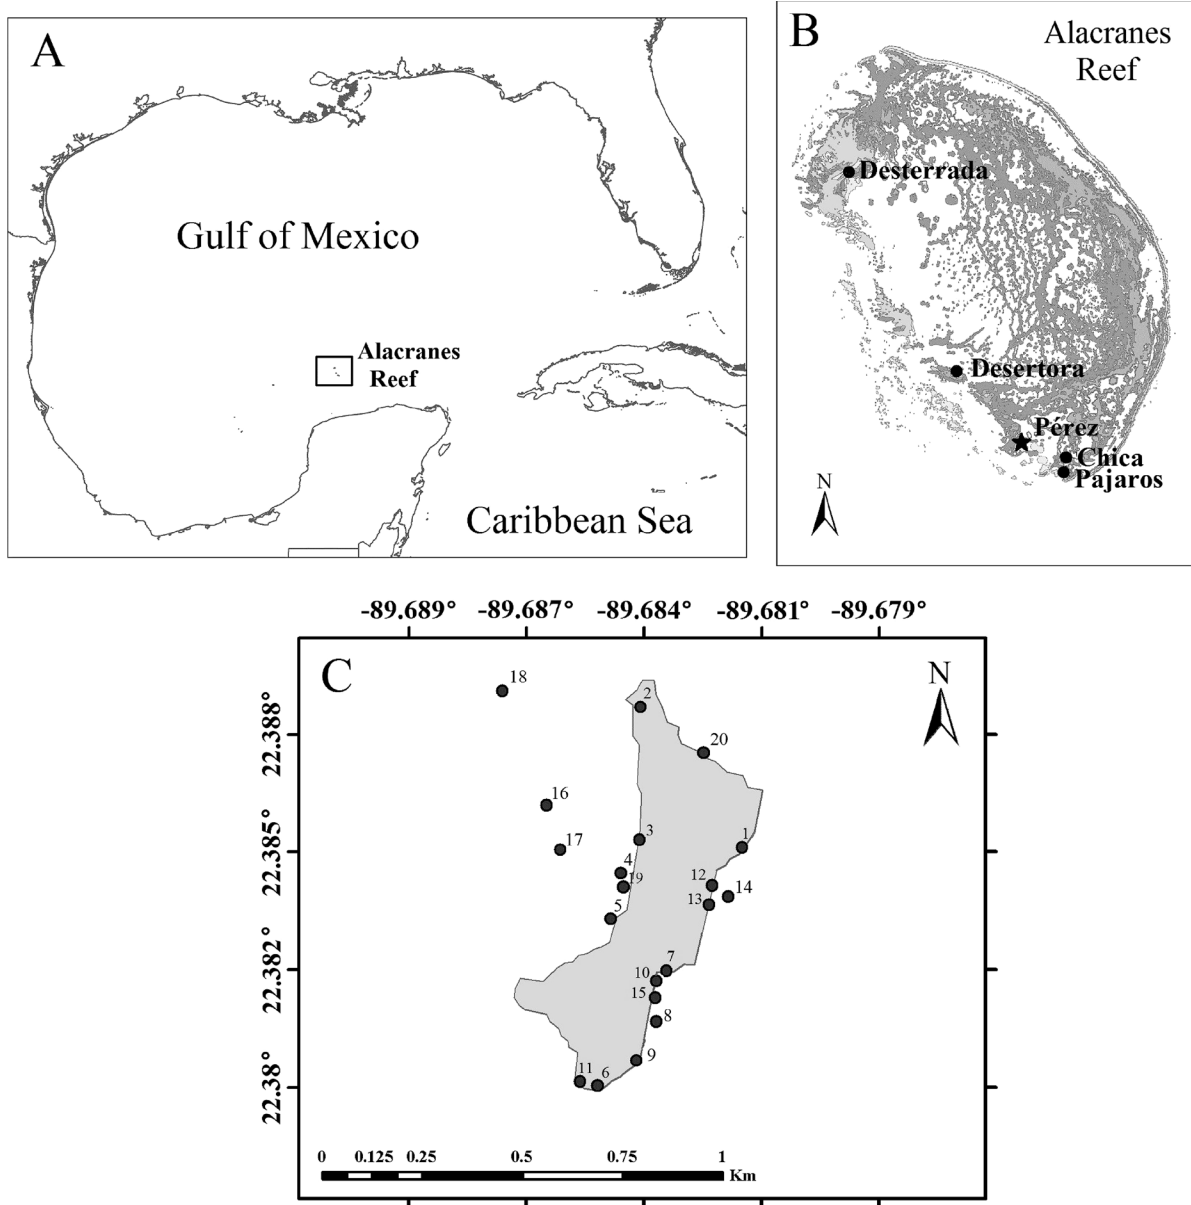 A
Gulf of Mexico
Alacranes
Reef
Caribbean Sea
B
Alacranes
Reef
Desterrada
Desertora
Pérez
Chica
Pajaros
N
-89.689° -89.687° -89.684° -89.681° -89.679°
C
N
22.388°
22.385°
22.382°
22.38°
18
2
20
16
3
1
17
4
19
12
14
13
5
7
10
15
8
9
11
6
0 0.125 0.25 0.5 0.75 1
Km